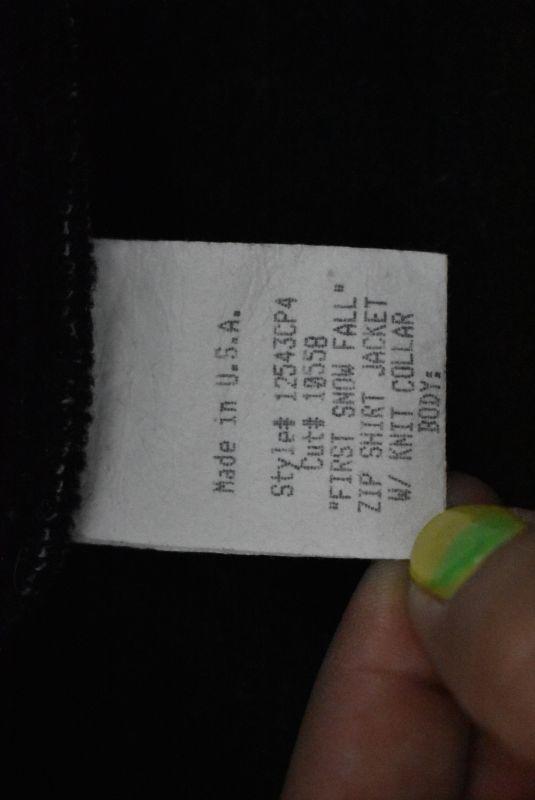 Made in U.S.A.
Style# 12543CP4
Cut# 10558
"FIRST SNOW FALL"
ZIP SHIRT JACKET
W/ KNIT COLLAR
BODY: